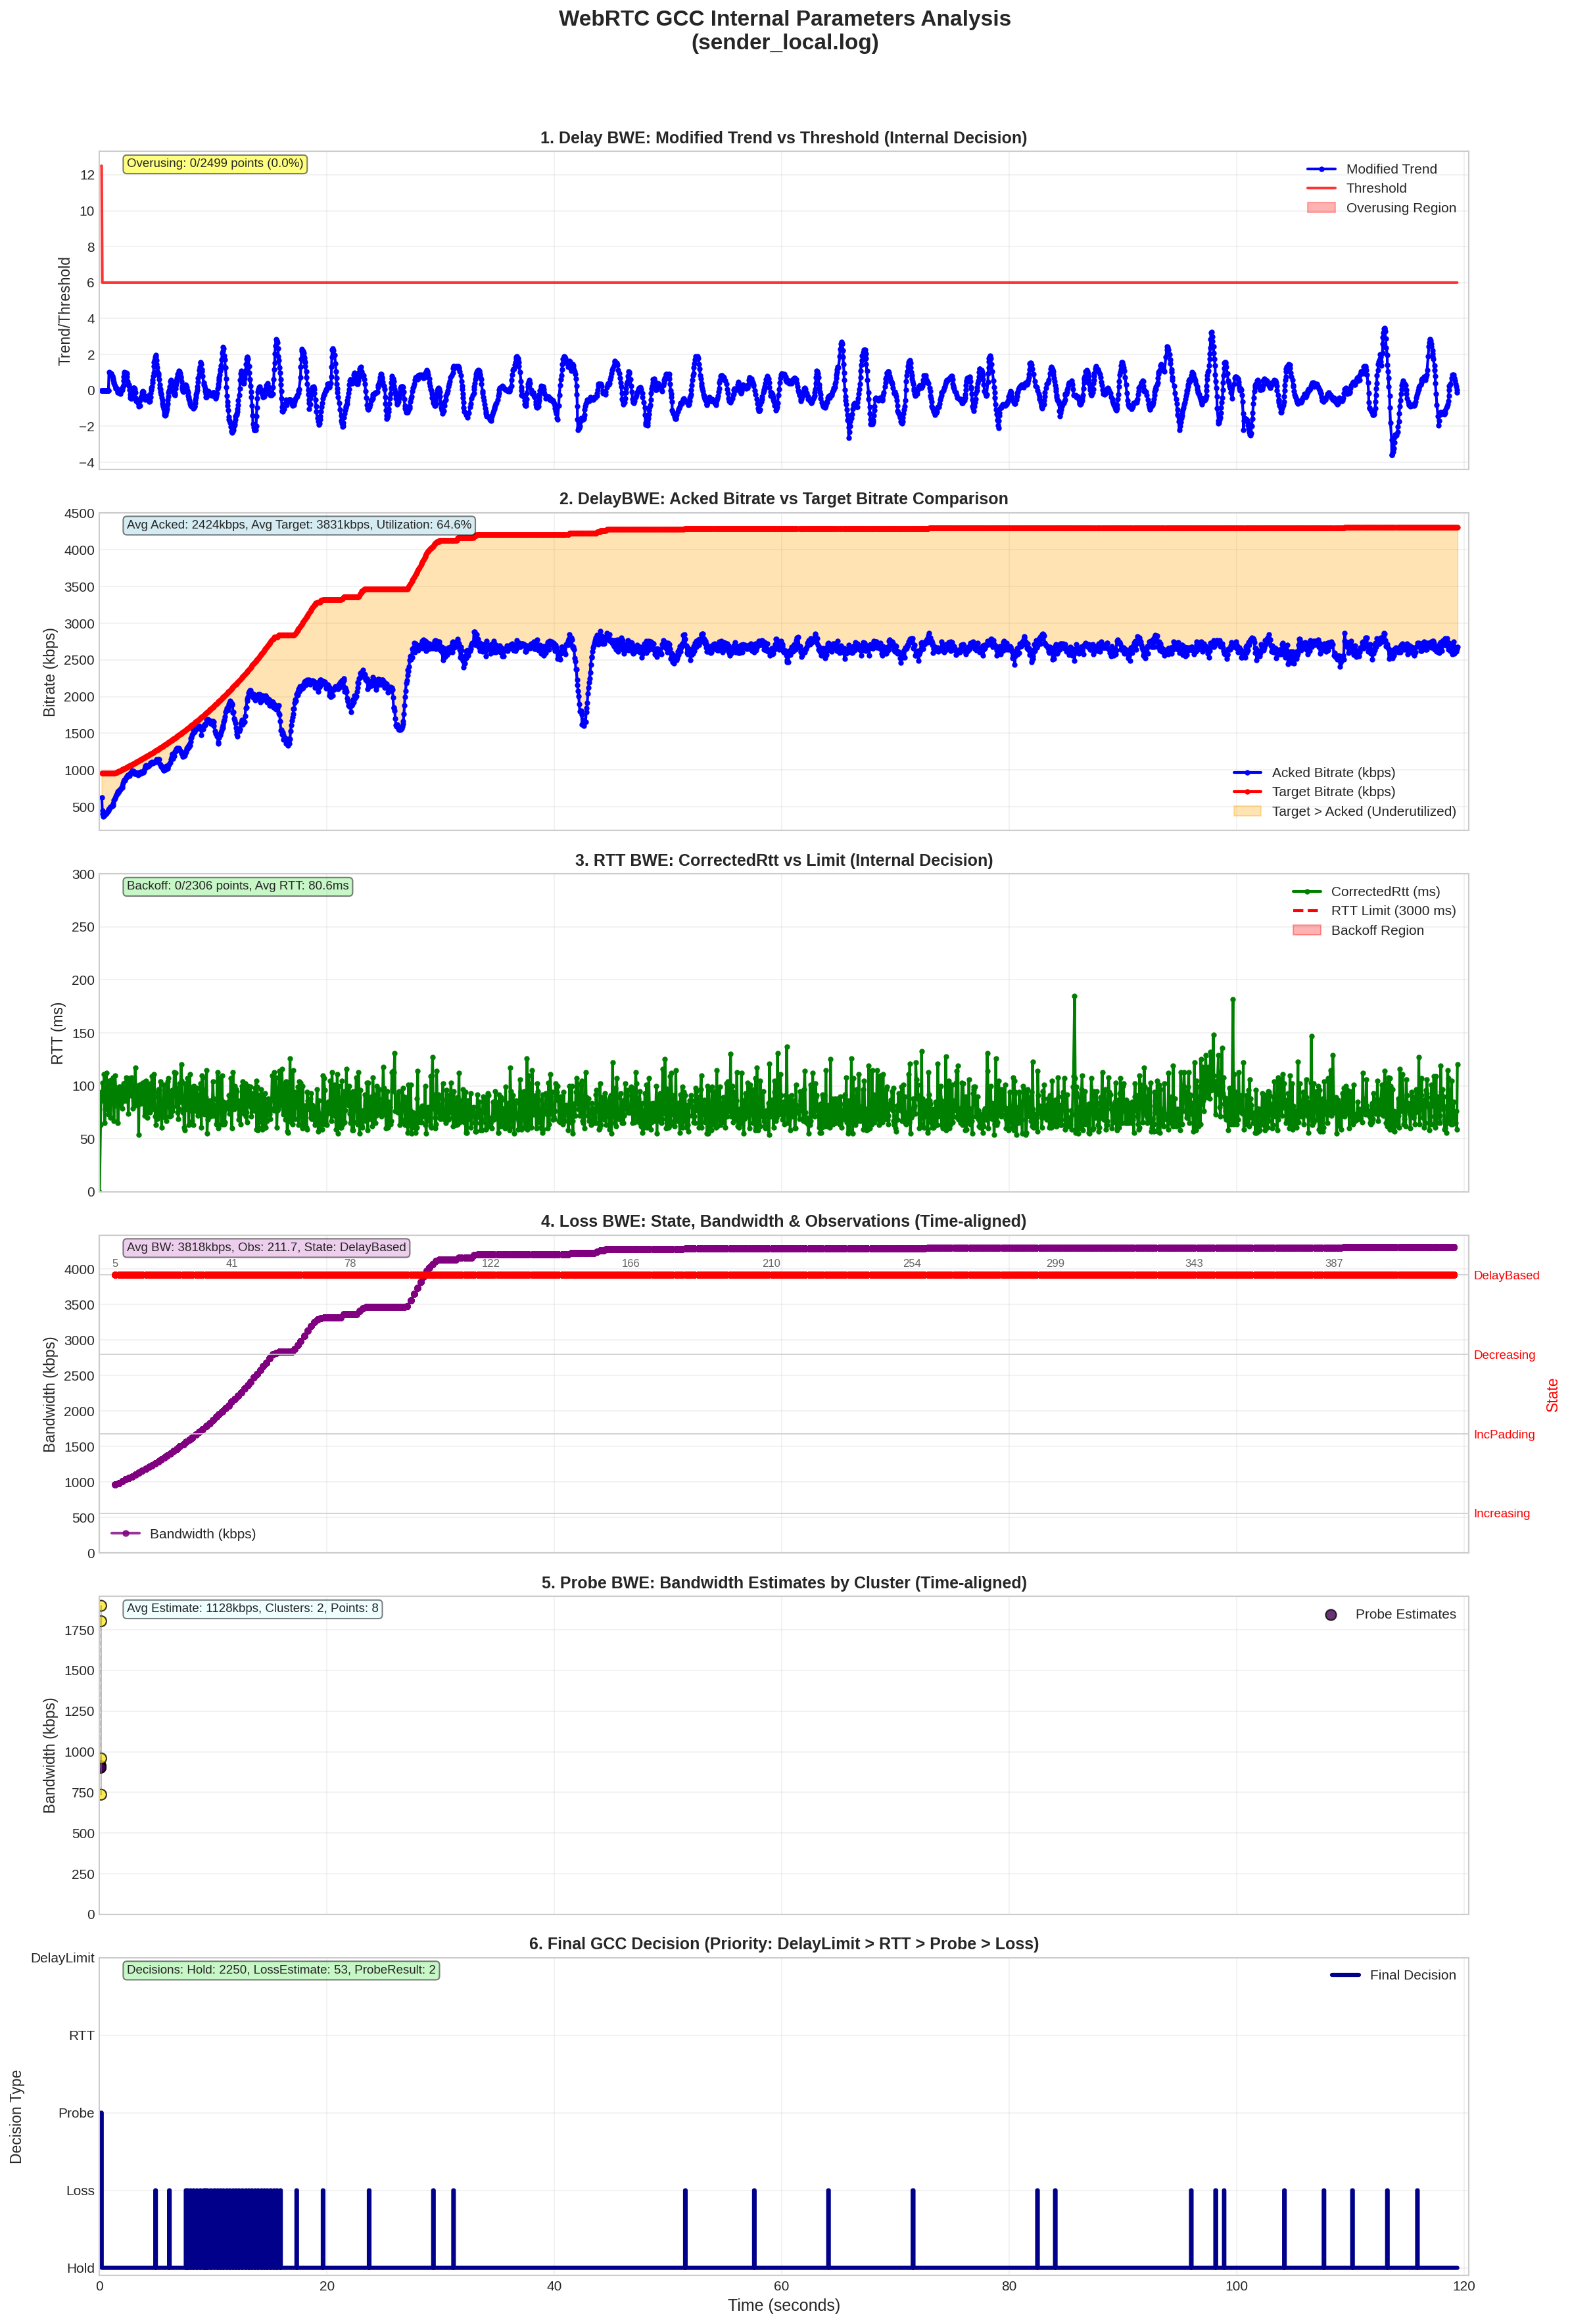 WebRTC GCC Internal Parameters Analysis
(sender_local.log)
1. Delay BWE: Modified Trend vs Threshold (Internal Decision)
Overusing: 0/2499 points (0.0%)
Modified Trend
Threshold
Overusing Region
Trend/Threshold
12
10
8
6
4
2
0
−2
−4
2. DelayBWE: Acked Bitrate vs Target Bitrate Comparison
Avg Acked: 2424kbps, Avg Target: 3831kbps, Utilization: 64.6%
Bitrate (kbps)
4500
4000
3500
3000
2500
2000
1500
1000
500
Acked Bitrate (kbps)
Target Bitrate (kbps)
Target > Acked (Underutilized)
3. RTT BWE: CorrectedRtt vs Limit (Internal Decision)
Backoff: 0/2306 points, Avg RTT: 80.6ms
CorrectedRtt (ms)
RTT Limit (3000 ms)
Backoff Region
RTT (ms)
300
250
200
150
100
50
0
4. Loss BWE: State, Bandwidth & Observations (Time-aligned)
Avg BW: 3818kbps, Obs: 211.7, State: DelayBased
5 41 78 122 166 210 254 299 343 387
Bandwidth (kbps)
4000
3500
3000
2500
2000
1500
1000
500
0
DelayBased
Decreasing
IncPadding
Increasing
State
Bandwidth (kbps)
5. Probe BWE: Bandwidth Estimates by Cluster (Time-aligned)
Avg Estimate: 1128kbps, Clusters: 2, Points: 8
Probe Estimates
Bandwidth (kbps)
1750
1500
1250
1000
750
500
250
0
6. Final GCC Decision (Priority: DelayLimit > RTT > Probe > Loss)
Decisions: Hold: 2250, LossEstimate: 53, ProbeResult: 2
Final Decision
Decision Type
DelayLimit
RTT
Probe
Loss
Hold
0 20 40 60 80 100 120
Time (seconds)